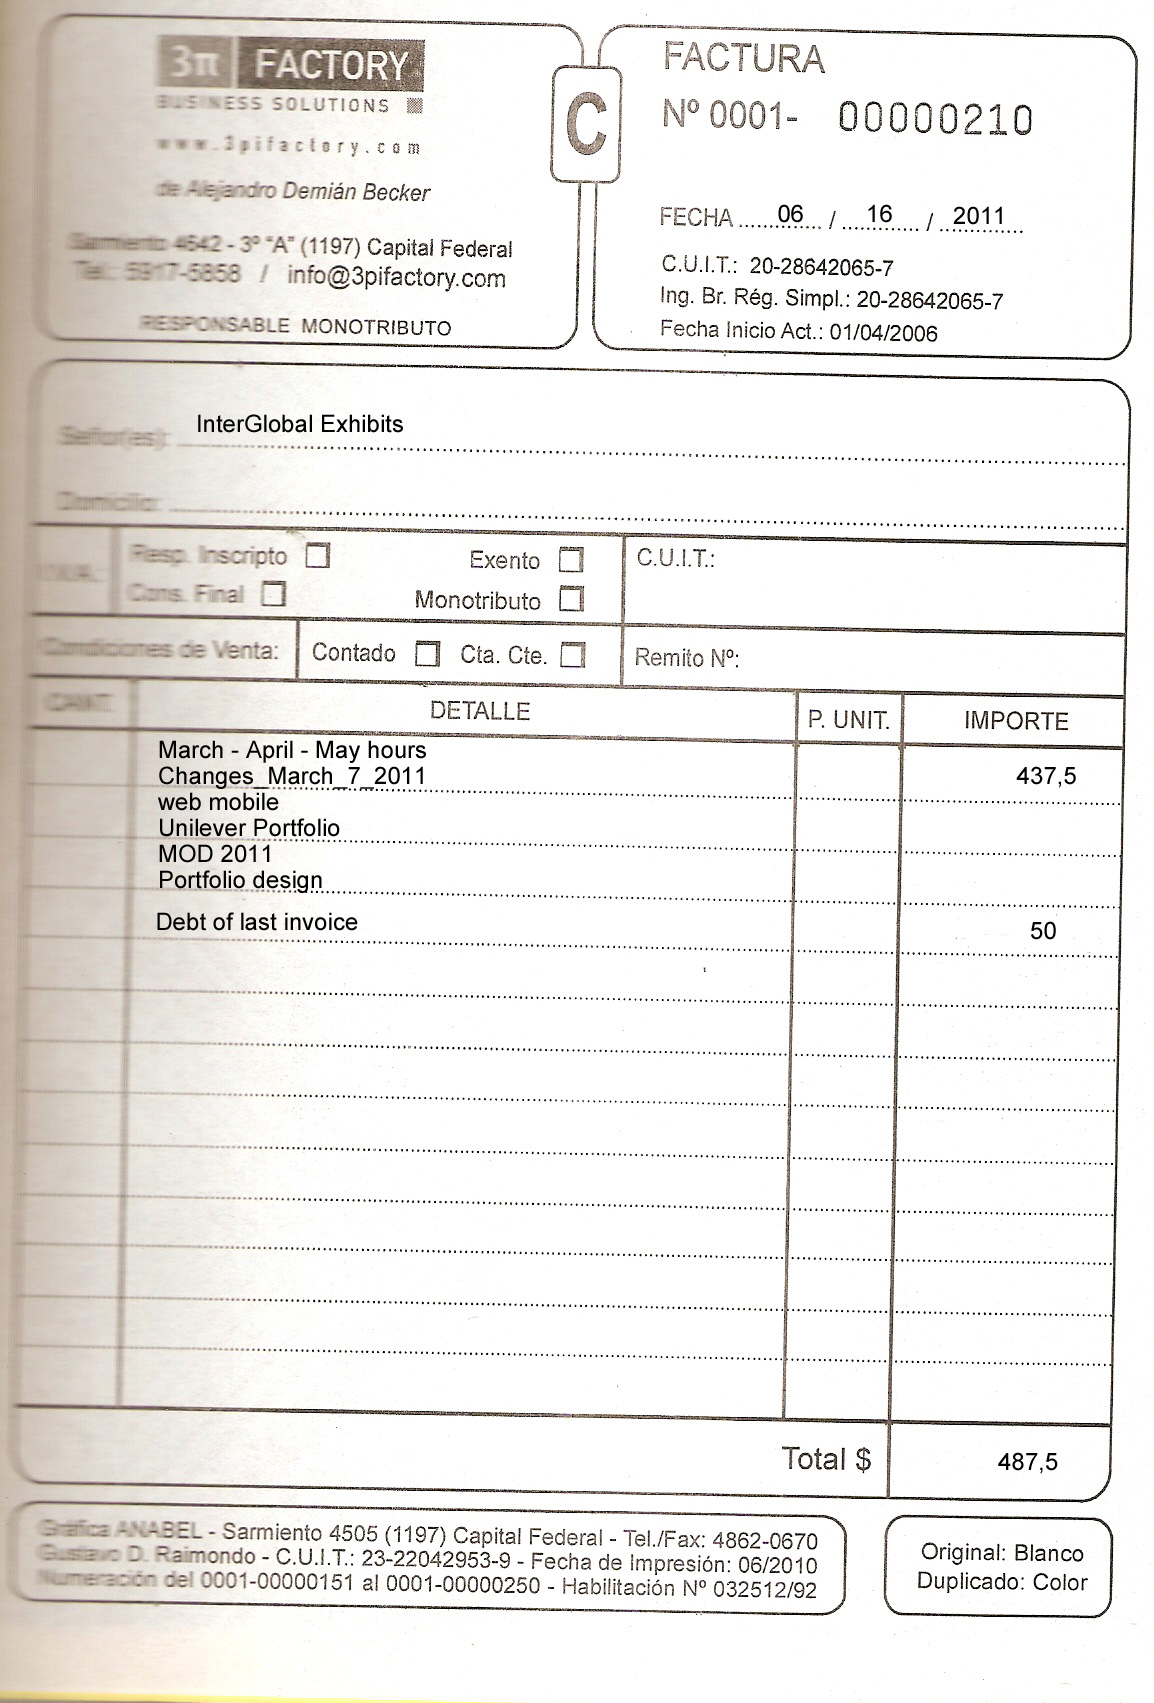 3π FACTORY
BUSINESS SOLUTIONS
www.3pifactory.com
de Alejandro Demián Becker
Sarmiento 4642 - 3º "A" (1197) Capital Federal
Tel.: 5917-5858 / info@3pifactory.com
RESPONSABLE MONOTRIBUTO
C
FACTURA
Nº 0001- 00000210
FECHA 06 / 16 / 2011
C.U.I.T.: 20-28642065-7
Ing. Br. Rég. Simpl.: 20-28642065-7
Fecha Inicio Act.: 01/04/2006
Señor(es): InterGlobal Exhibits
Domicilio:
I.V.A. Resp. Inscripto Exento C.U.I.T.:
Cons. Final Monotributo
Condiciones de Venta: Contado Cta. Cte. Remito Nº:
CANT. DETALLE P. UNIT. IMPORTE
March - April - May hours
Changes_March_7_2011 437,5
web mobile
Unilever Portfolio
MOD 2011
Portfolio design
Debt of last invoice 50
Total $ 487,5
Gráfica ANABEL - Sarmiento 4505 (1197) Capital Federal - Tel./Fax: 4862-0670
Gustavo D. Raimondo - C.U.I.T.: 23-22042953-9 - Fecha de Impresión: 06/2010
Numeración del 0001-00000151 al 0001-00000250 - Habilitación Nº 032512/92
Original: Blanco
Duplicado: Color